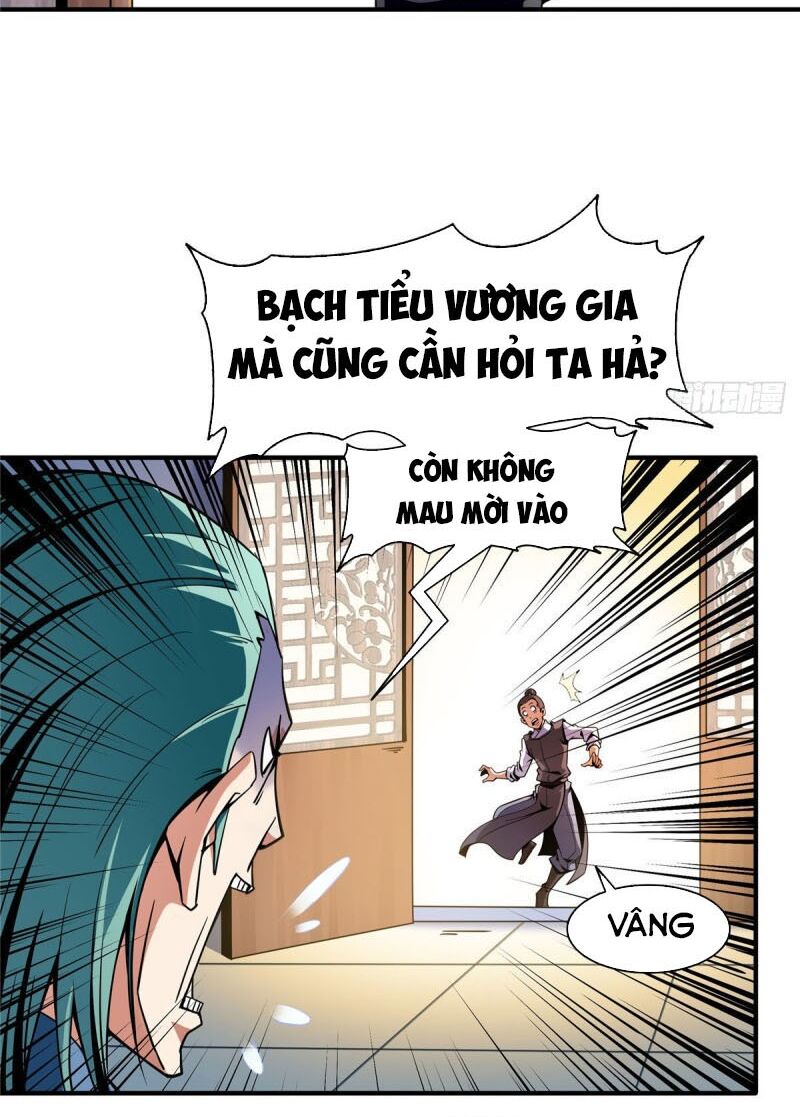 BẠCH TIỂU VƯƠNG GIA
MÀ CŨNG CẦN HỎI TA HẢ?
CÒN KHÔNG
MAU MỜI VÀO
VÂNG